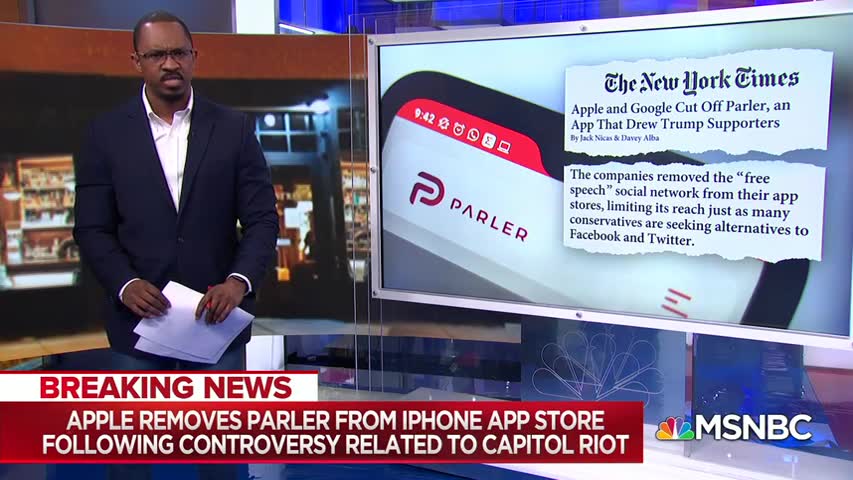 The New York Times
Apple and Google Cut Off Parler, an
App That Drew Trump Supporters
By Jack Nicas & Davey Alba
The companies removed the “free
speech” social network from their app
stores, limiting its reach just as many
conservatives are seeking alternatives to
Facebook and Twitter.
9:42
PARLER
BREAKING NEWS
APPLE REMOVES PARLER FROM IPHONE APP STORE
FOLLOWING CONTROVERSY RELATED TO CAPITOL RIOT
MSNBC